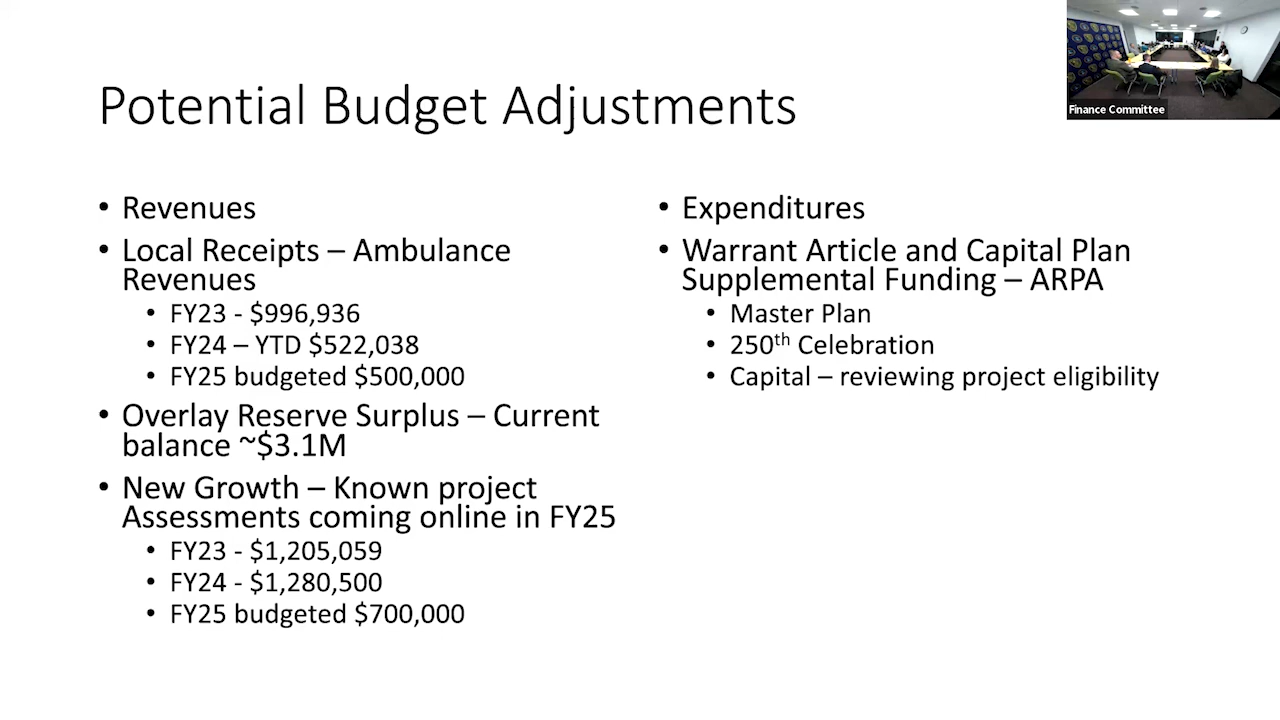 Finance Committee
Potential Budget Adjustments
• Revenues
• Local Receipts – Ambulance
Revenues
• FY23 - $996,936
• FY24 – YTD $522,038
• FY25 budgeted $500,000
• Overlay Reserve Surplus – Current
balance ~$3.1M
• New Growth – Known project
Assessments coming online in FY25
• FY23 - $1,205,059
• FY24 - $1,280,500
• FY25 budgeted $700,000
• Expenditures
• Warrant Article and Capital Plan
Supplemental Funding – ARPA
• Master Plan
• 250th Celebration
• Capital – reviewing project eligibility